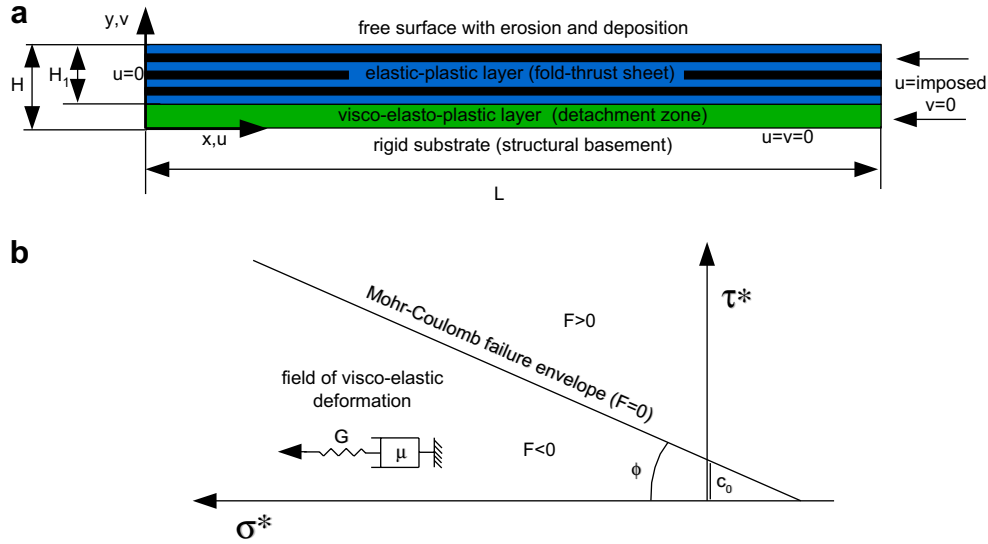 a
y,v
free surface with erosion and deposition
H
H1
u=0
elastic-plastic layer (fold-thrust sheet)
u=imposed
v=0
visco-elasto-plastic layer (detachment zone)
x,u
rigid substrate (structural basement)
u=v=0
L
b
Mohr-Coulomb failure envelope (F=0)
F>0
τ*
field of visco-elastic
deformation
G
μ
F<0
ϕ
c0
σ*